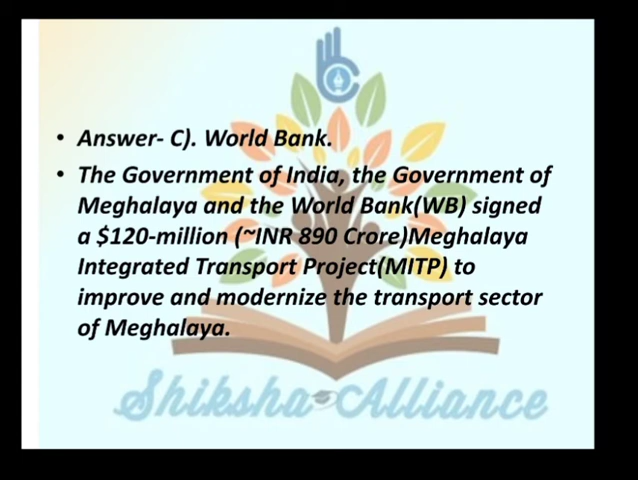 • Answer- C). World Bank.
• The Government of India, the Government of
Meghalaya and the World Bank(WB) signed
a $120-million (~INR 890 Crore)Meghalaya
Integrated Transport Project(MITP) to
improve and modernize the transport sector
of Meghalaya.
Shiksha Alliance